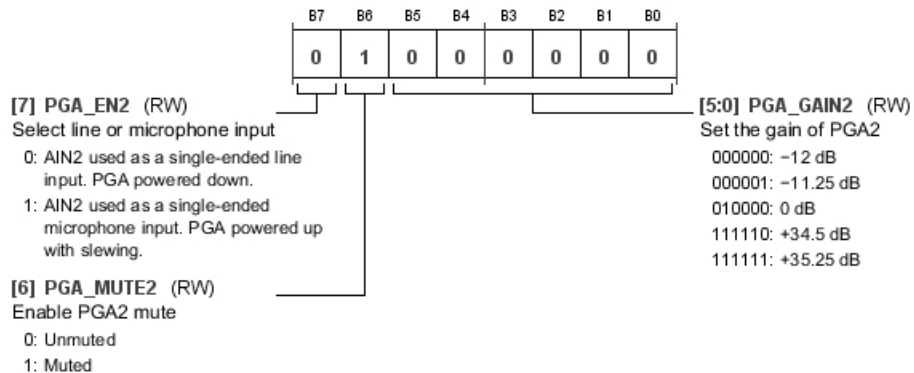 B7 B6 B5 B4 B3 B2 B1 B0
0 1 0 0 0 0 0 0
[7] PGA_EN2 (RW)
Select line or microphone input
0: AIN2 used as a single-ended line
input. PGA powered down.
1: AIN2 used as a single-ended
microphone input. PGA powered up
with slewing.
[6] PGA_MUTE2 (RW)
Enable PGA2 mute
0: Unmuted
1: Muted
[5:0] PGA_GAIN2 (RW)
Set the gain of PGA2
000000: −12 dB
000001: −11.25 dB
010000: 0 dB
111110: +34.5 dB
111111: +35.25 dB